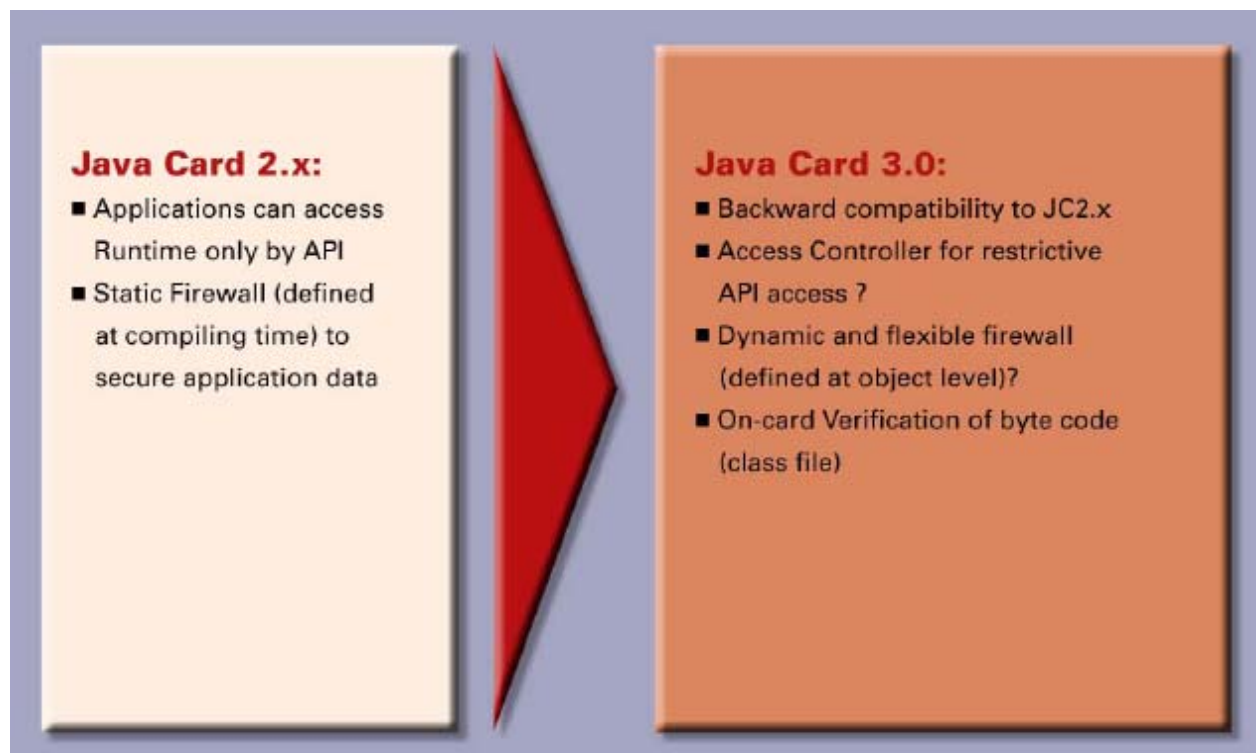 Java Card 2.x:
■ Applications can access
Runtime only by API
■ Static Firewall (defined
at compiling time) to
secure application data
Java Card 3.0:
■ Backward compatibility to JC2.x
■ Access Controller for restrictive
API access ?
■ Dynamic and flexible firewall
(defined at object level)?
■ On-card Verification of byte code
(class file)